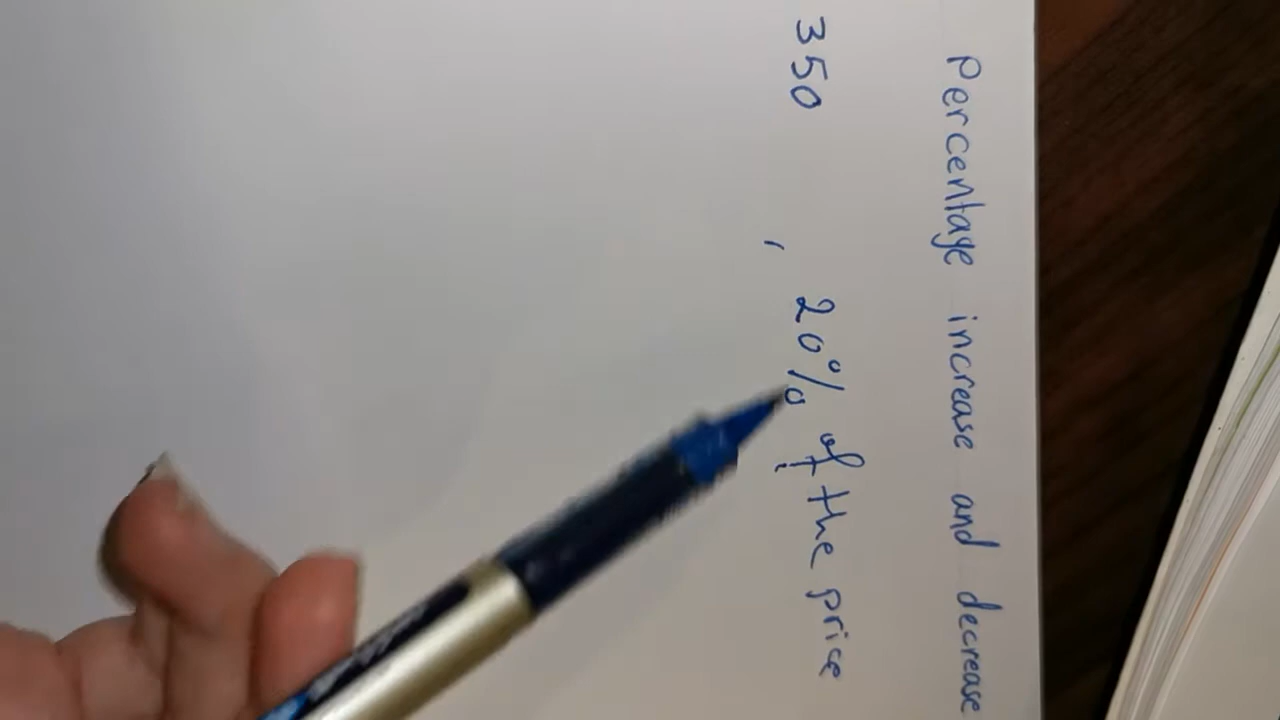 Percentage increase and decrease
350 , 20% of the price